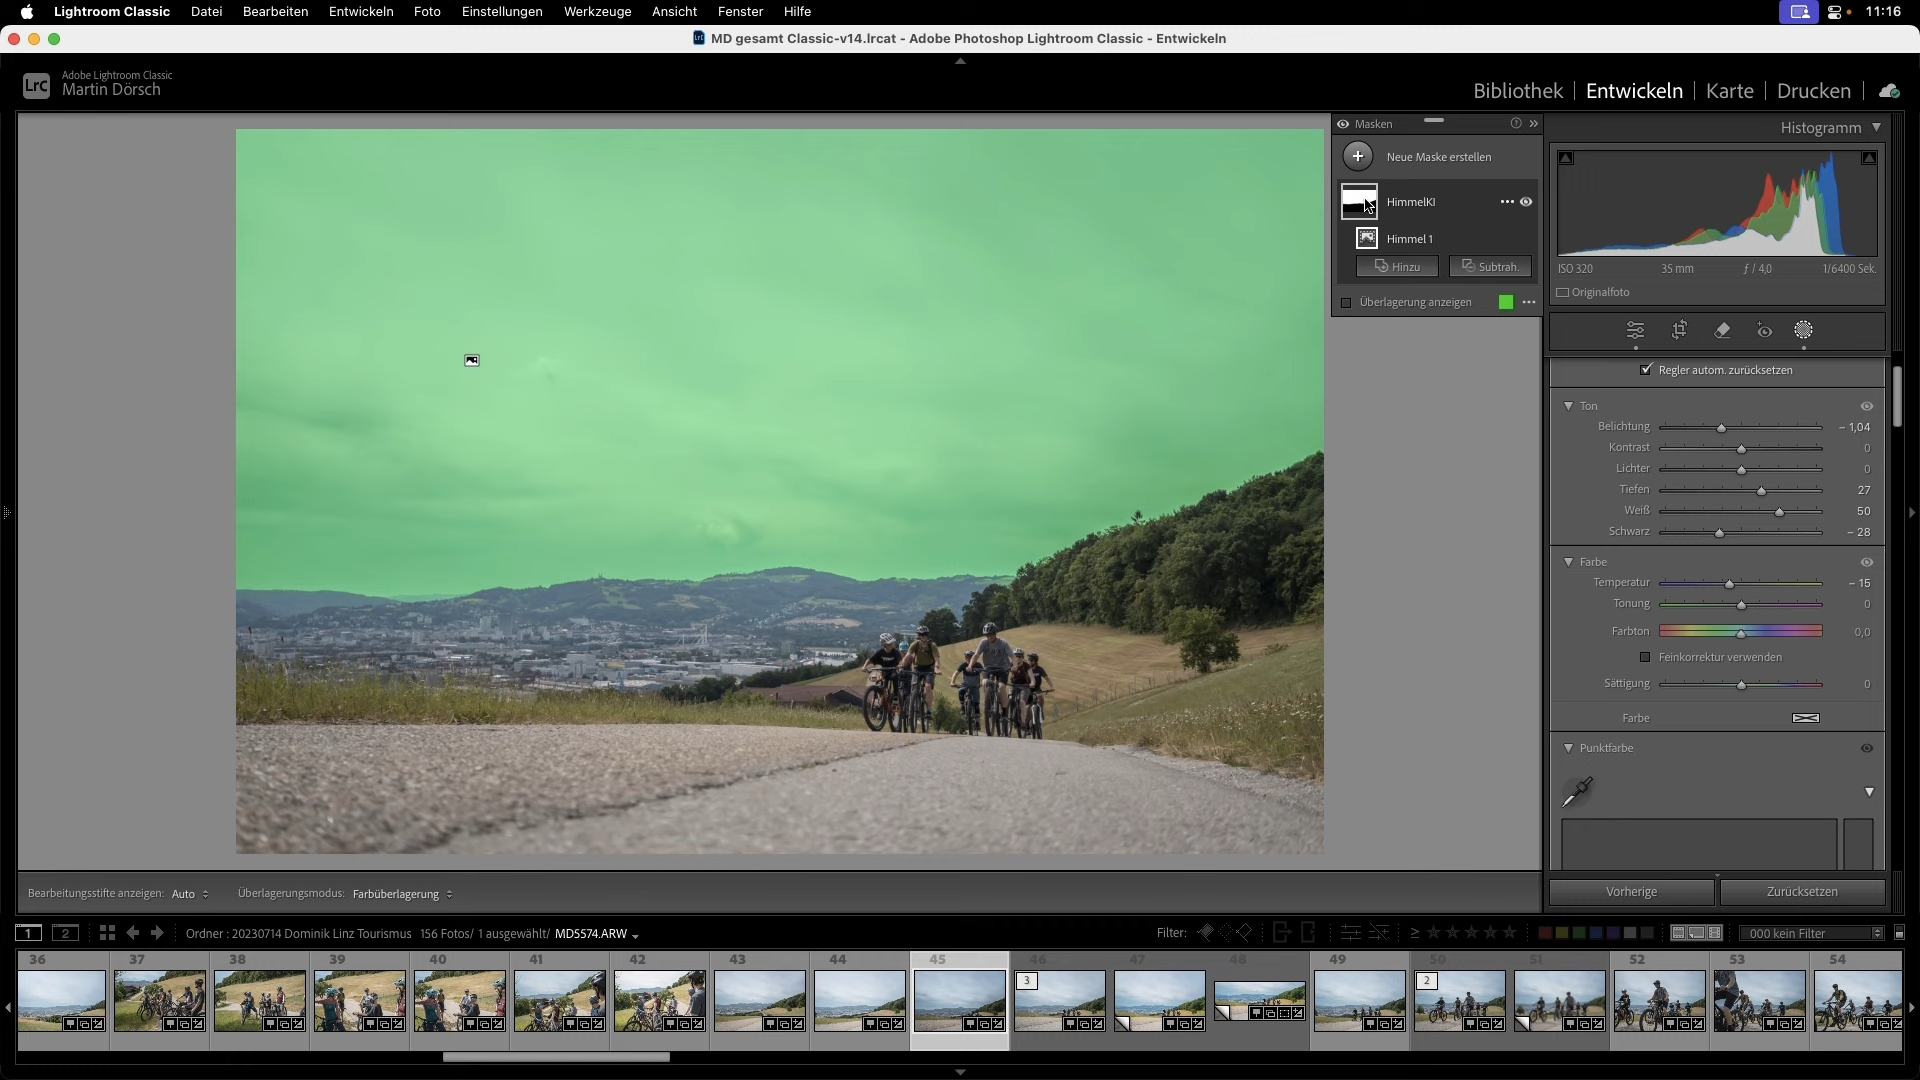 Lightroom Classic Datei Bearbeiten Entwickeln Foto Einstellungen Werkzeuge Ansicht Fenster Hilfe 11:16
MD gesamt Classic-v14.lrcat - Adobe Photoshop Lightroom Classic - Entwickeln
LrC Adobe Lightroom Classic
Martin Dörsch
Bibliothek | Entwickeln | Karte | Drucken
Masken
Neue Maske erstellen
HimmelKI
Himmel 1
Hinzu Subtrah.
Überlagerung anzeigen
Histogramm
ISO 320 35 mm ƒ / 4,0 1/6400 Sek.
Originalfoto
Regler autom. zurücksetzen
Ton
Belichtung – 1,04
Kontrast 0
Lichter 0
Tiefen 27
Weiß 50
Schwarz – 28
Farbe
Temperatur – 15
Tonung 0
Farbton 0,0
Feinkorrektur verwenden
Sättigung 0
Farbe
Punktfarbe
Bearbeitungsstifte anzeigen: Auto Überlagerungsmodus: Farbüberlagerung
Vorherige Zurücksetzen
1 2 Ordner : 20230714 Dominik Linz Tourismus 156 Fotos/ 1 ausgewählt/ MD5574.ARW Filter: 000 kein Filter
36 37 38 39 40 41 42 43 44 45 46 47 48 49 50 51 52 53 54
3 2